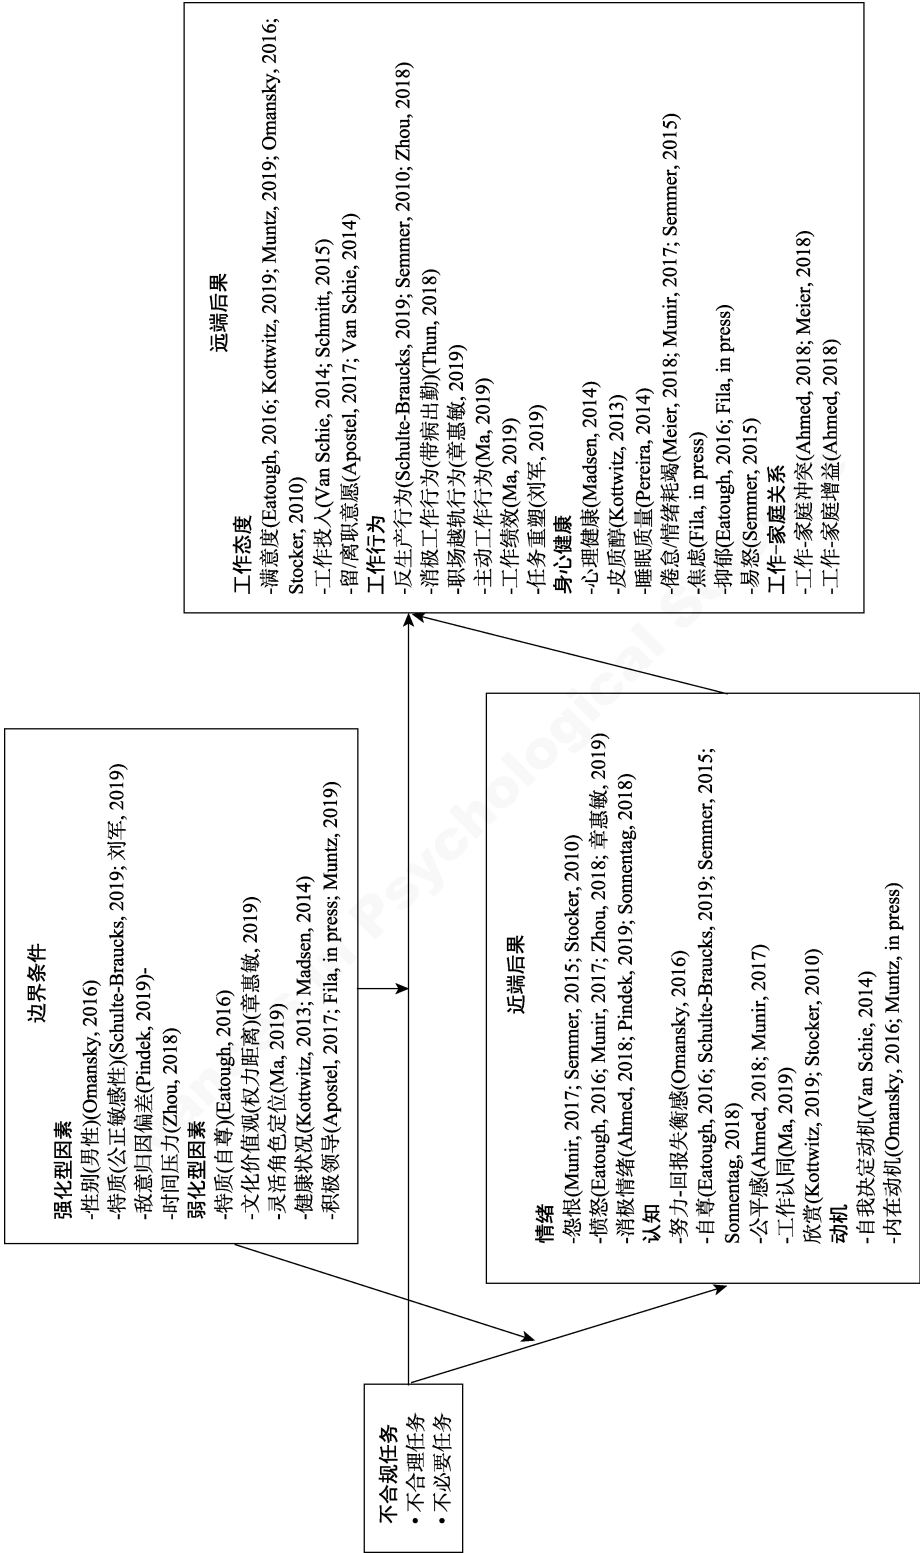 不合规任务
• 不合理任务
• 不必要任务
边界条件
强化型因素
-性别(男性)(Omansky, 2016)
-特质(公正敏感性)(Schulte-Braucks, 2019; 刘军, 2019)
-敌意归因偏差(Pindek, 2019)-
-时间压力(Zhou, 2018)
弱化型因素
-特质(自尊)(Eatough, 2016)
-文化价值观(权力距离)(章惠敏, 2019)
-灵活角色定位(Ma, 2019)
-健康状况(Kottwitz, 2013; Madsen, 2014)
-积极领导(Apostel, 2017; Fila, in press; Muntz, 2019)
近端后果
情绪
-怨恨(Munir, 2017; Semmer, 2015; Stocker, 2010)
-愤怒(Eatough, 2016; Munir, 2017; Zhou, 2018; 章惠敏, 2019)
-消极情绪(Ahmed, 2018; Pindek, 2019; Sonnentag, 2018)
认知
-努力-回报失衡感(Omansky, 2016)
-自尊(Eatough, 2016; Schulte-Braucks, 2019; Semmer, 2015;
Sonnentag, 2018)
-公平感(Ahmed, 2018; Munir, 2017)
-工作认同(Ma, 2019)
欣赏(Kottwitz, 2019; Stocker, 2010)
动机
-自我决定动机(Van Schie, 2014)
-内在动机(Omansky, 2016; Muntz, in press)
远端后果
工作态度
-满意度(Eatough, 2016; Kottwitz, 2019; Muntz, 2019; Omansky, 2016;
Stocker, 2010)
-工作投入(Van Schie, 2014; Schmitt, 2015)
-留/离职意愿(Apostel, 2017; Van Schie, 2014)
工作行为
-反生产行为(Schulte-Braucks, 2019; Semmer, 2010; Zhou, 2018)
-消极工作行为(带病出勤)(Thun, 2018)
-职场越轨行为(章惠敏, 2019)
-主动工作行为(Ma, 2019)
-工作绩效(Ma, 2019)
-任务重塑(刘军, 2019)
身心健康
-心理健康(Madsen, 2014)
-皮质醇(Kottwitz, 2013)
-睡眠质量(Pereira, 2014)
-倦怠/情绪耗竭(Meier, 2018; Munir, 2017; Semmer, 2015)
-焦虑(Fila, in press)
-抑郁(Eatough, 2016; Fila, in press)
-易怒(Semmer, 2015)
工作–家庭关系
-工作-家庭冲突(Ahmed, 2018; Meier, 2018)
-工作-家庭增益(Ahmed, 2018)
Psychological